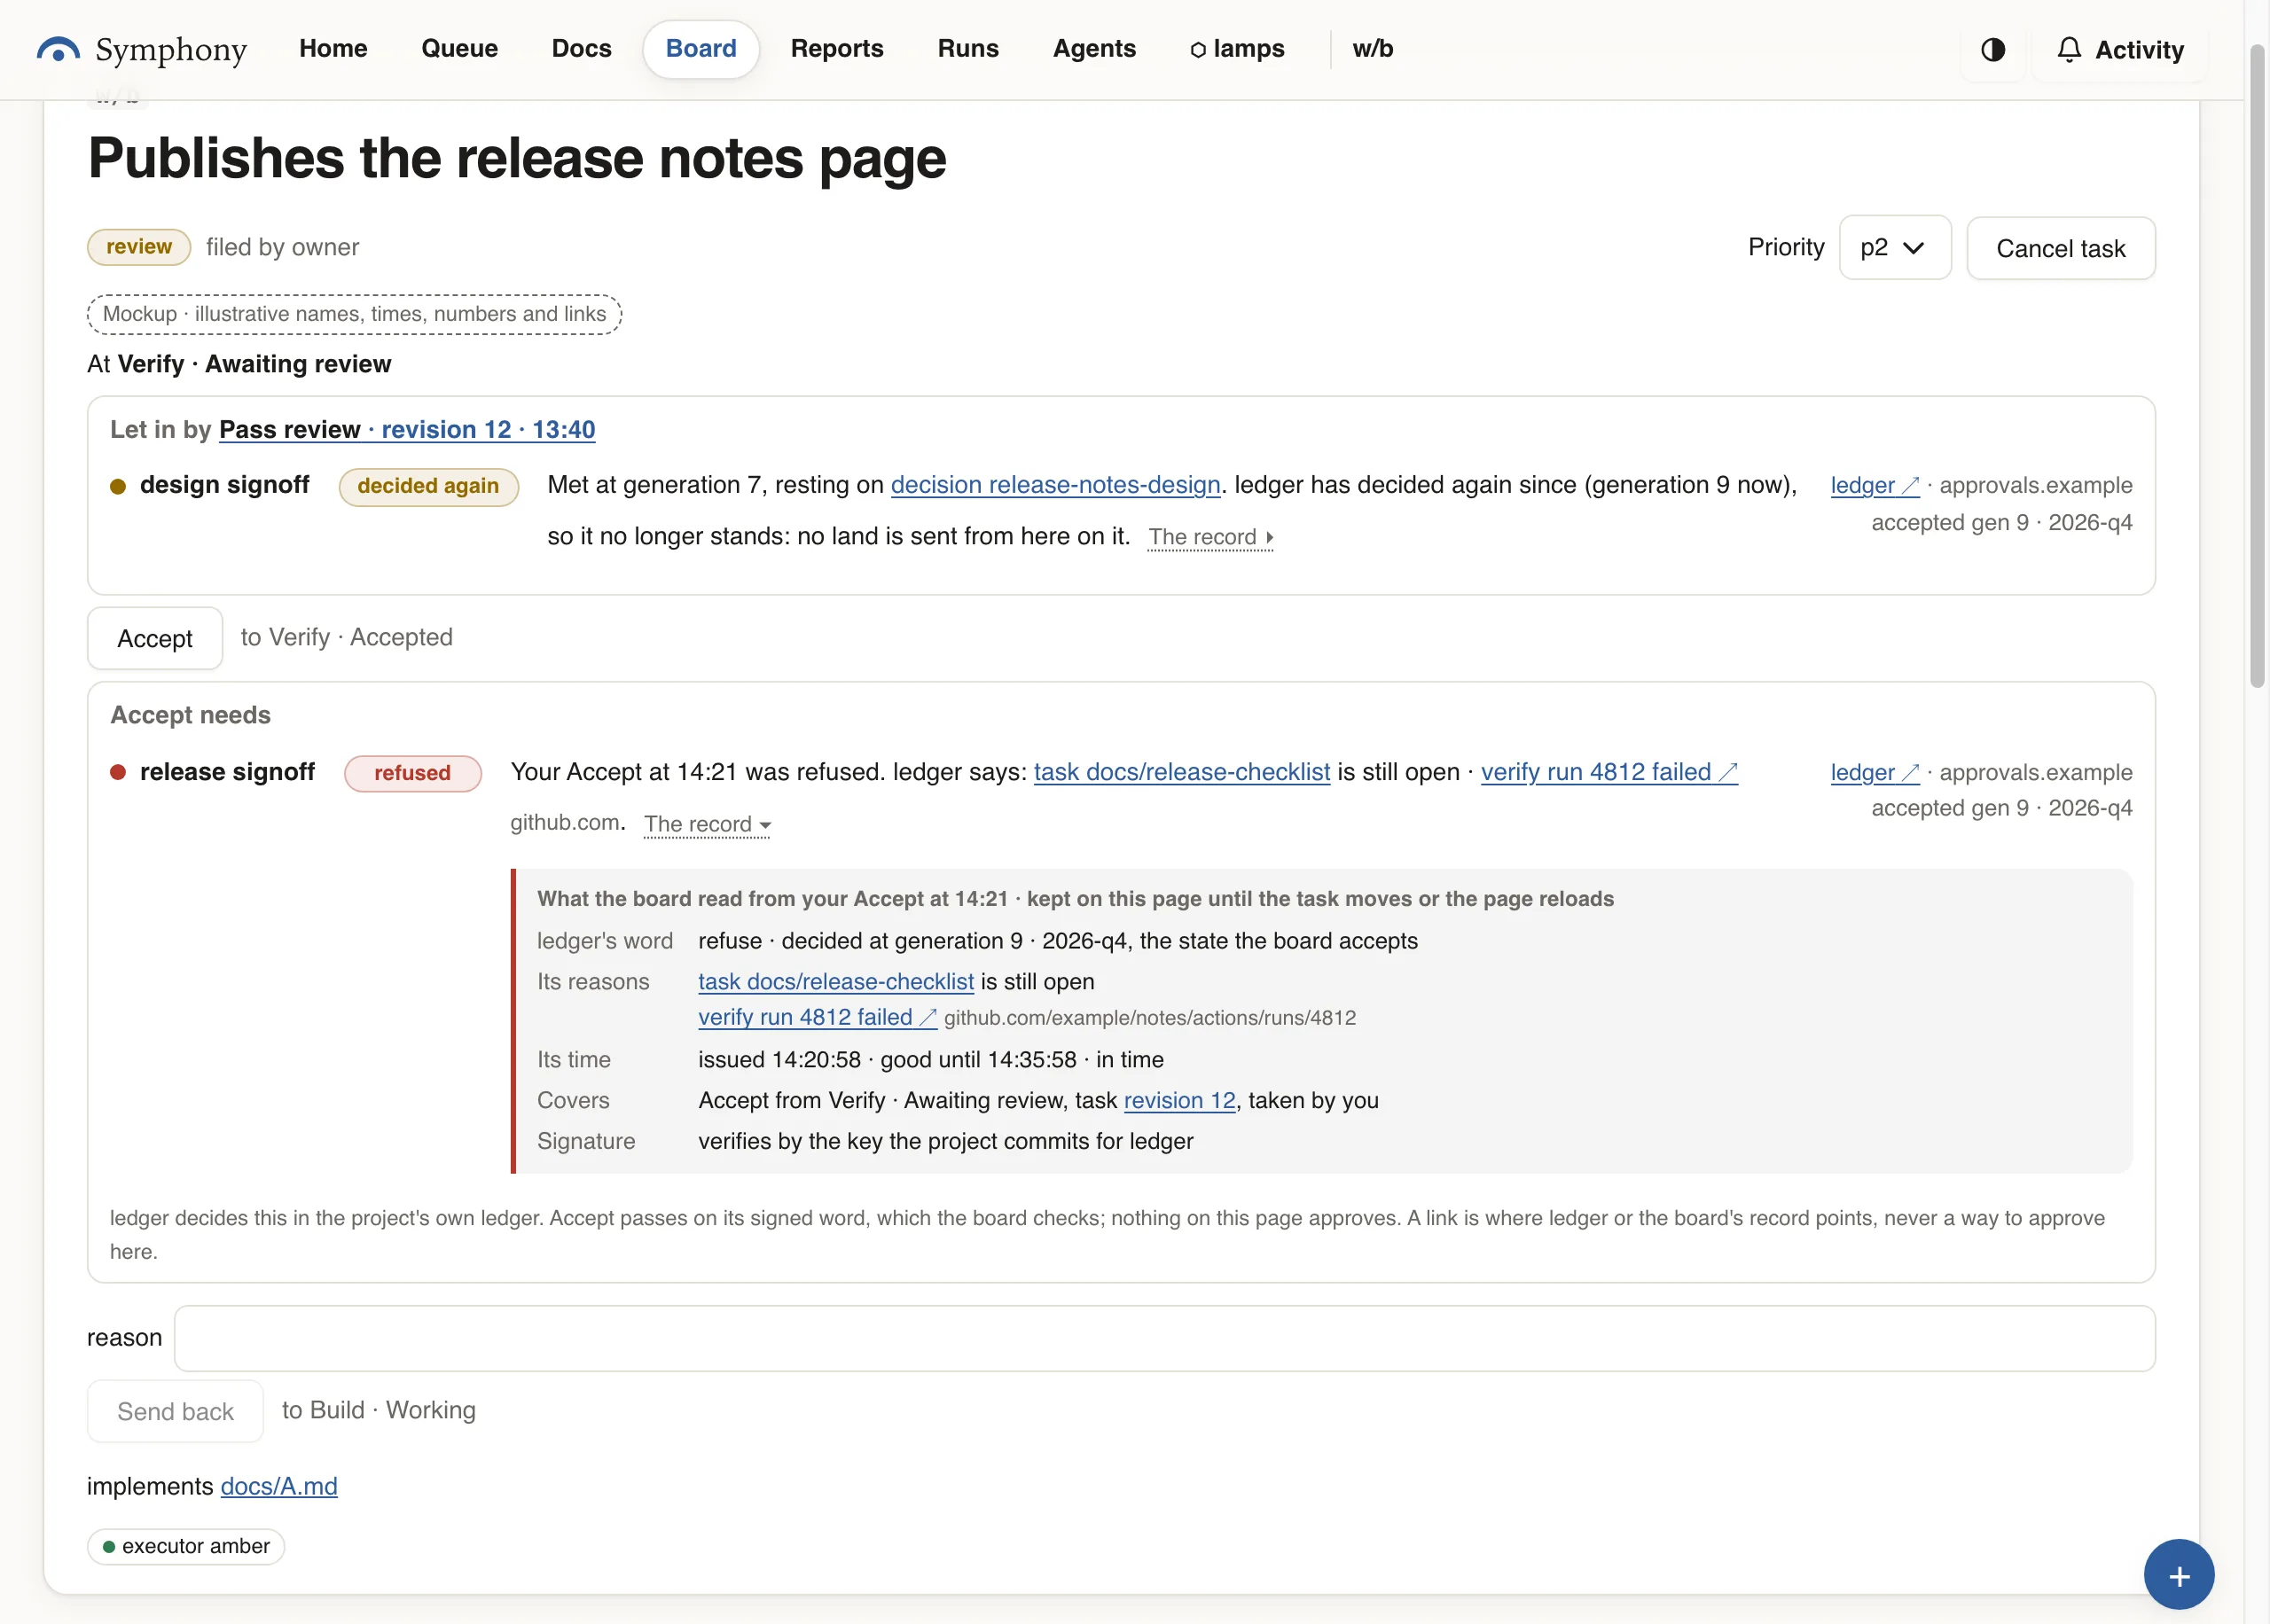 Symphony Home Queue Docs Board Reports Runs Agents lamps w/b Activity
w/b
Publishes the release notes page
review filed by owner Priority p2 Cancel task
Mockup · illustrative names, times, numbers and links
At Verify · Awaiting review
Let in by Pass review · revision 12 · 13:40
design signoff decided again Met at generation 7, resting on decision release-notes-design. ledger has decided again since (generation 9 now), ledger ↗ · approvals.example
so it no longer stands: no land is sent from here on it. The record ▸ accepted gen 9 · 2026-q4
Accept to Verify · Accepted
Accept needs
release signoff refused Your Accept at 14:21 was refused. ledger says: task docs/release-checklist is still open · verify run 4812 failed ↗ ledger ↗ · approvals.example
github.com. The record ▾ accepted gen 9 · 2026-q4
What the board read from your Accept at 14:21 · kept on this page until the task moves or the page reloads
ledger's word refuse · decided at generation 9 · 2026-q4, the state the board accepts
Its reasons task docs/release-checklist is still open
verify run 4812 failed ↗ github.com/example/notes/actions/runs/4812
Its time issued 14:20:58 · good until 14:35:58 · in time
Covers Accept from Verify · Awaiting review, task revision 12, taken by you
Signature verifies by the key the project commits for ledger
ledger decides this in the project's own ledger. Accept passes on its signed word, which the board checks; nothing on this page approves. A link is where ledger or the board's record points, never a way to approve
here.
reason
Send back to Build · Working
implements docs/A.md
executor amber
+